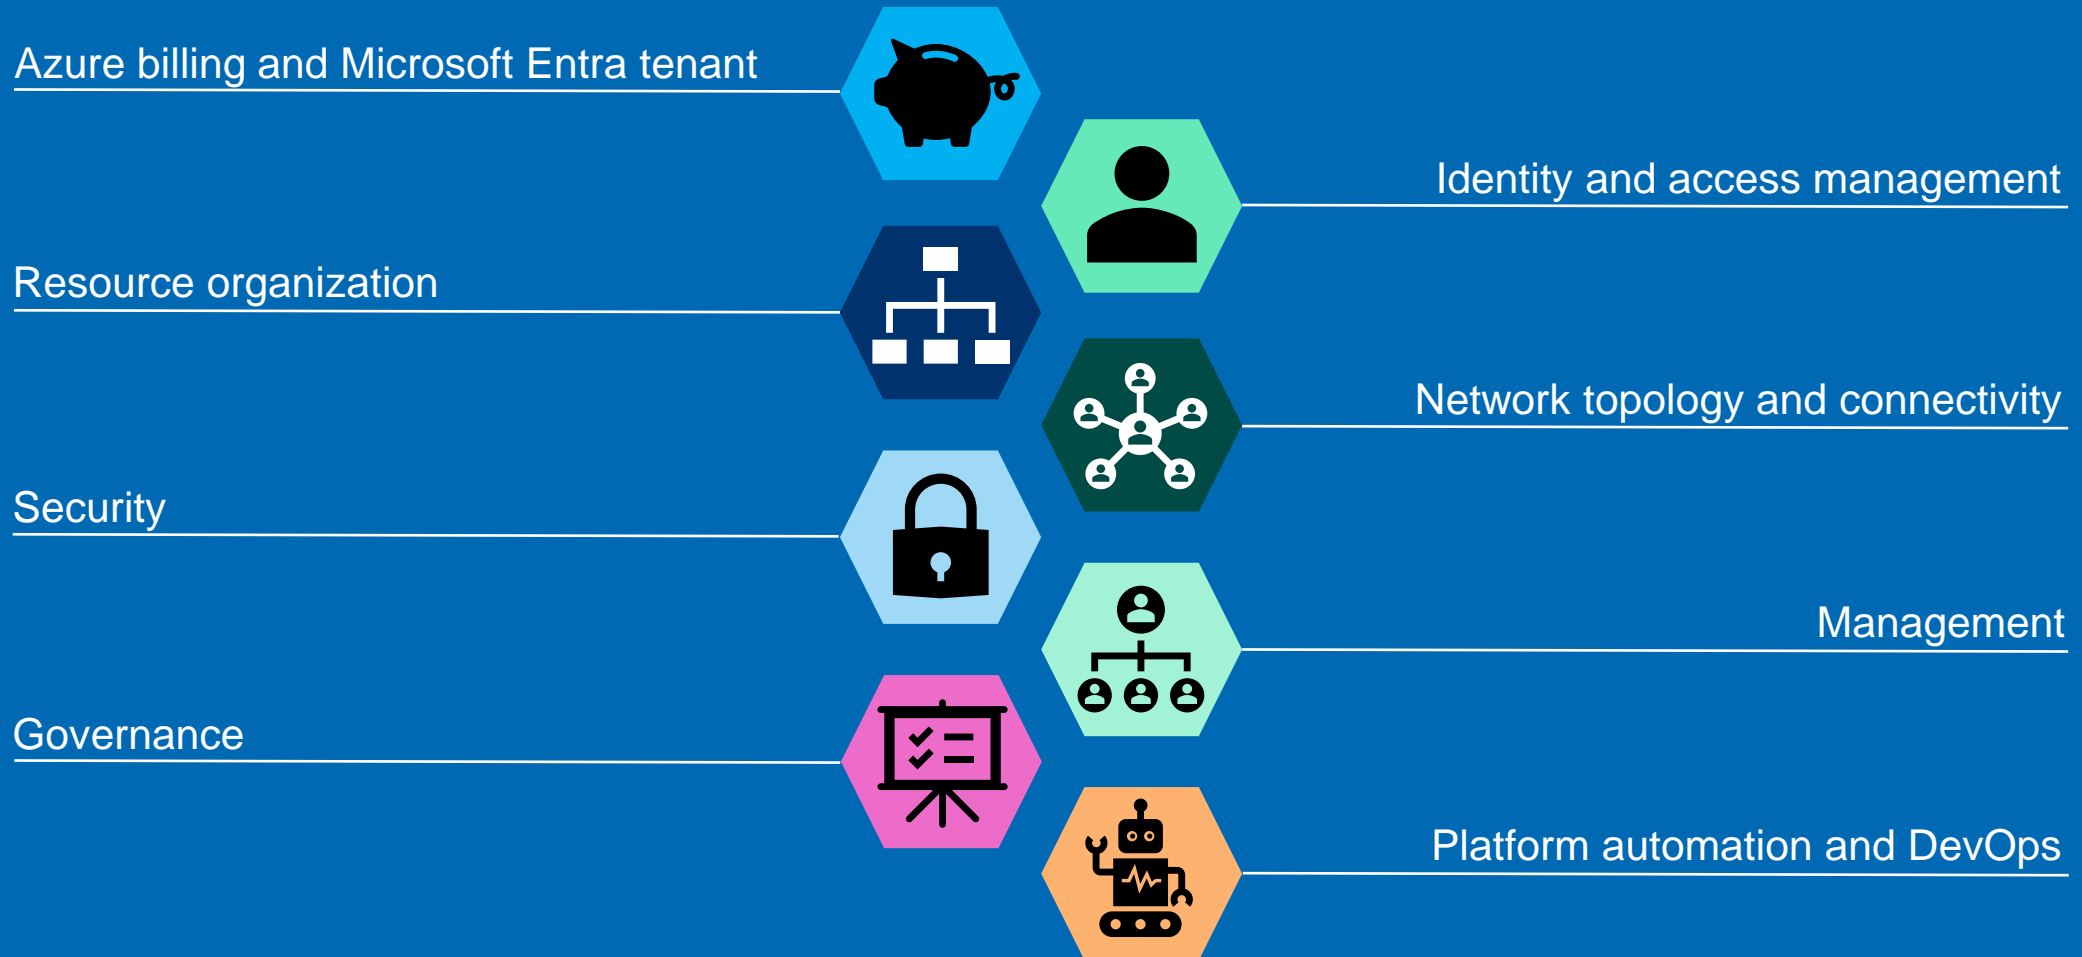 Azure billing and Microsoft Entra tenant
Identity and access management
Resource organization
Network topology and connectivity
Security
Management
Governance
Platform automation and DevOps